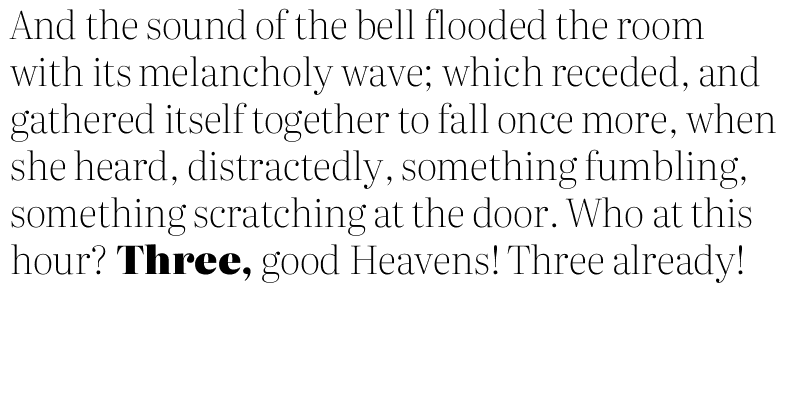 And the sound of the bell flooded the room
with its melancholy wave; which receded, and
gathered itself together to fall once more, when
she heard, distractedly, something fumbling,
something scratching at the door. Who at this
hour? Three, good Heavens! Three already!